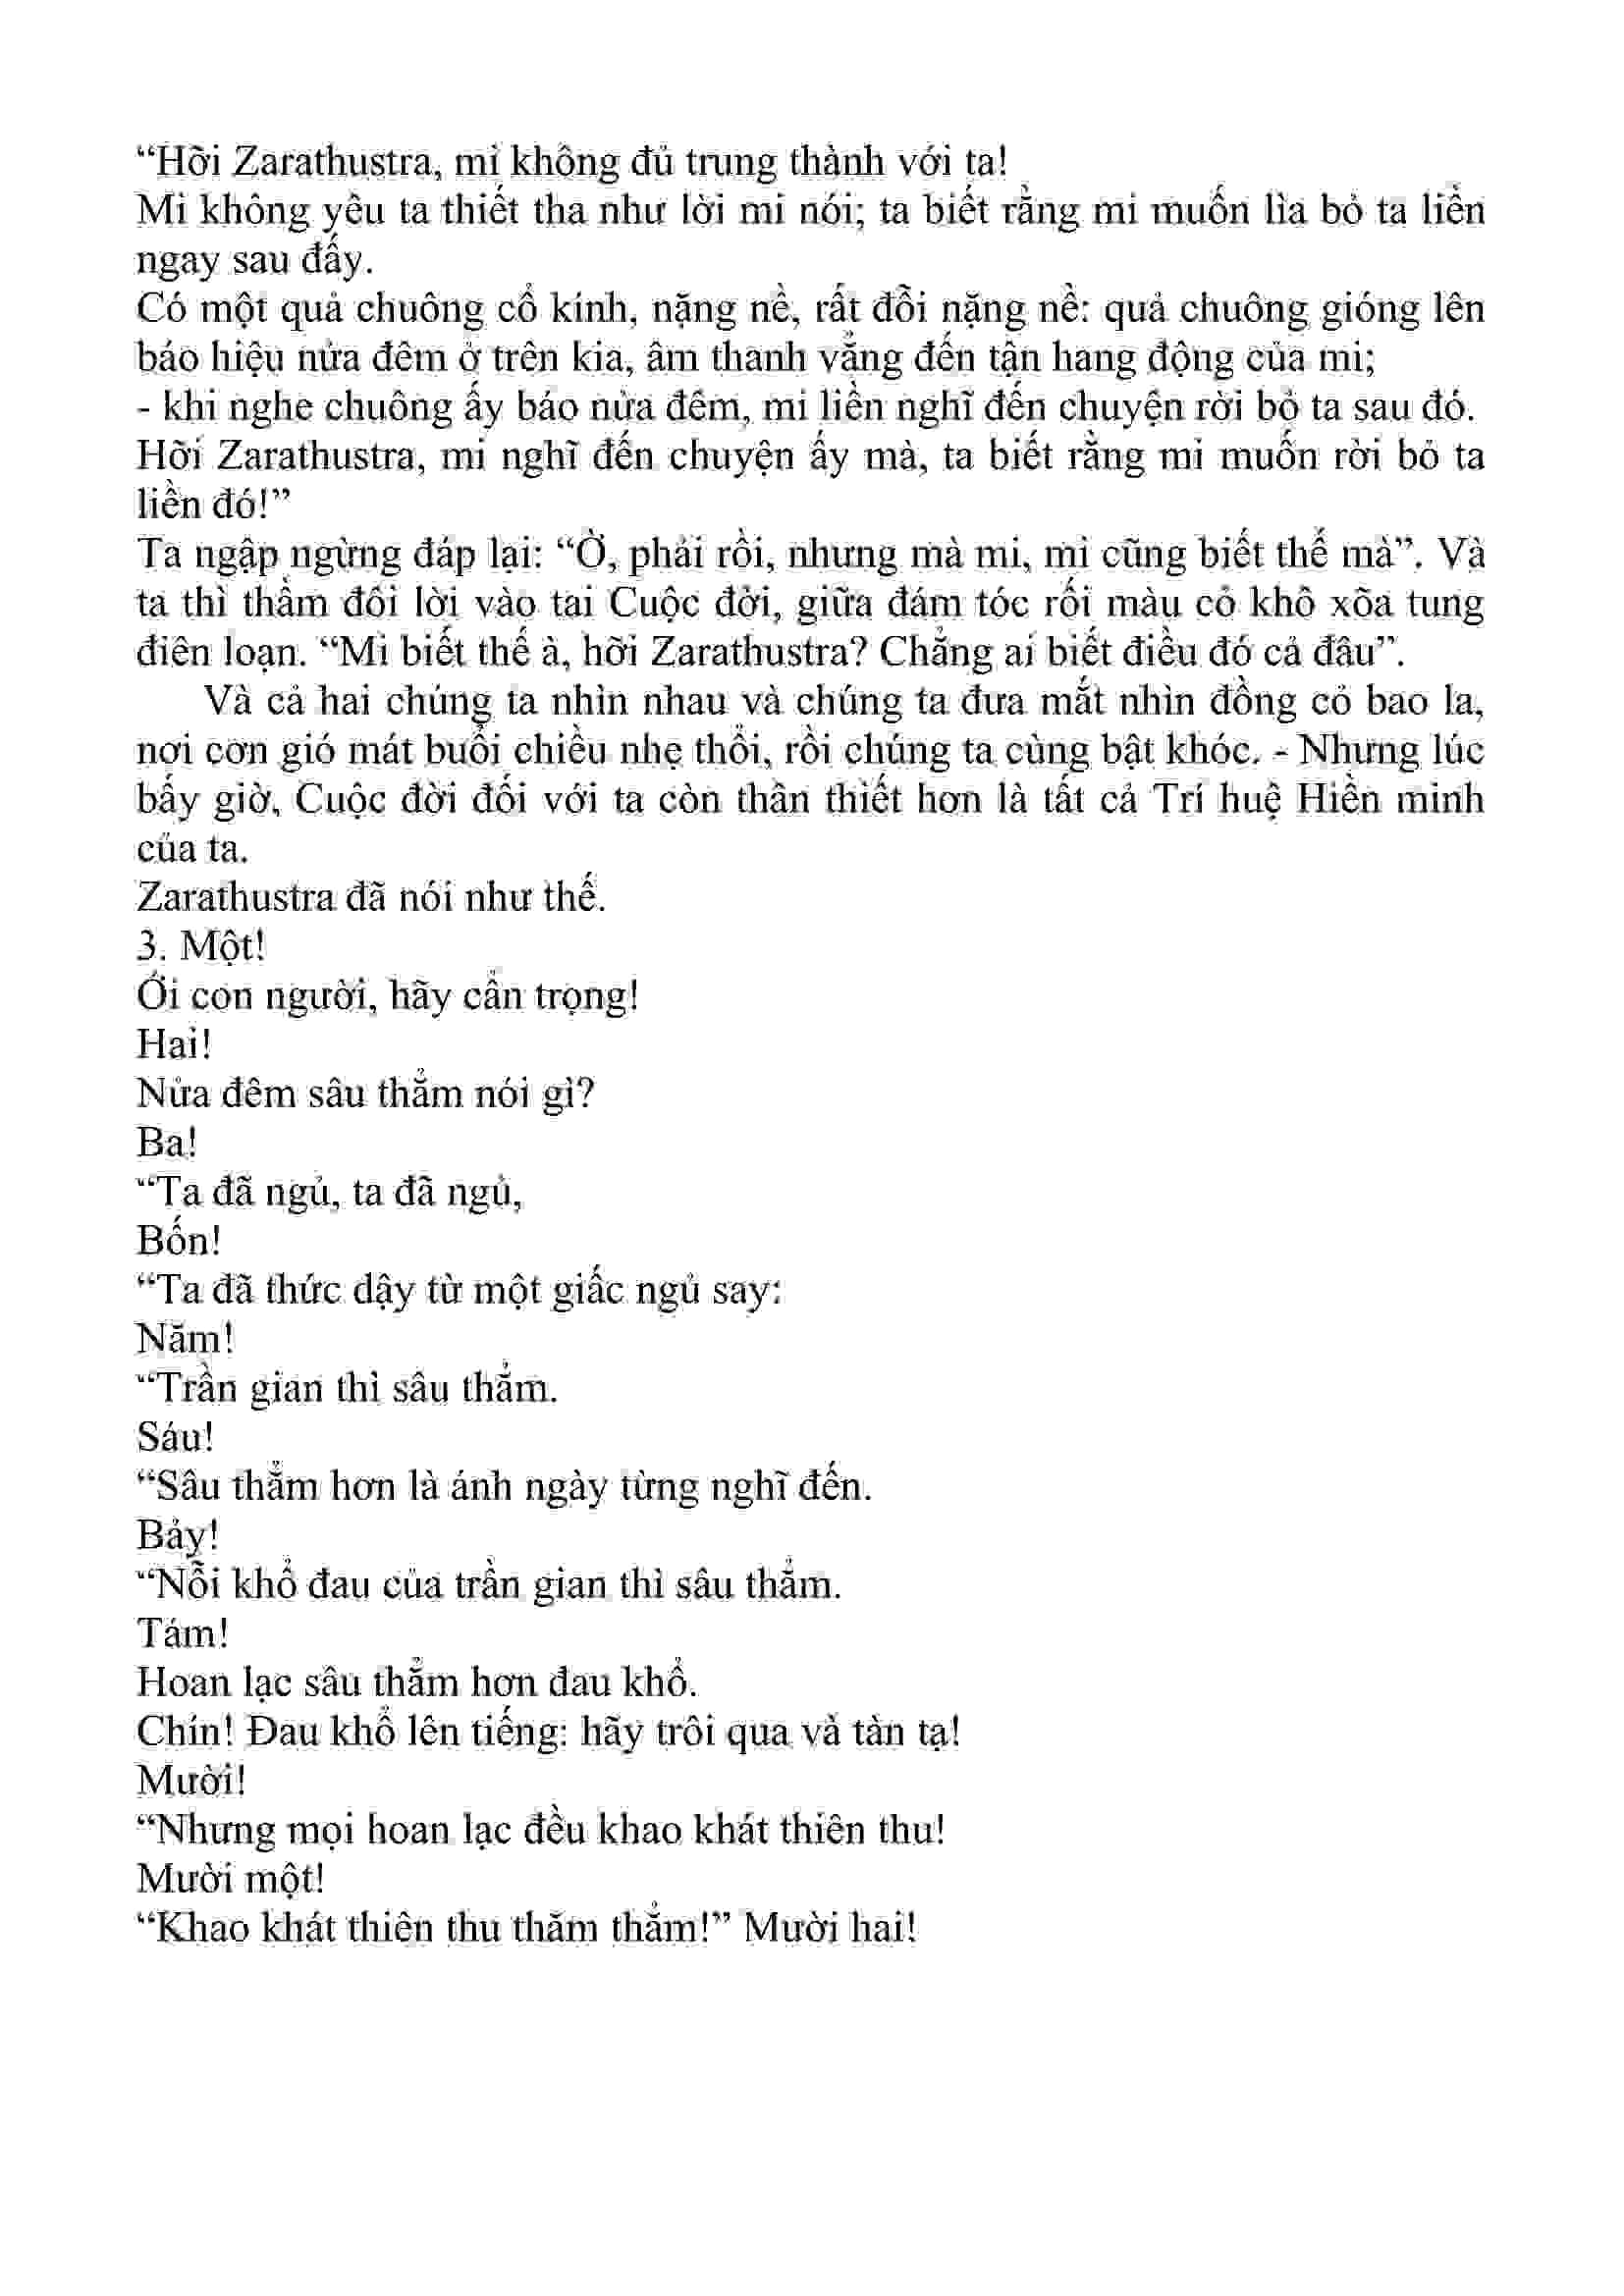 “Hỡi Zarathustra, mi không đủ trung thành với ta!
Mi không yêu ta thiết tha như lời mi nói; ta biết rằng mi muốn lìa bỏ ta liền
ngay sau đấy.
Có một quả chuông cổ kính, nặng nề, rất đỗi nặng nề: quả chuông gióng lên
báo hiệu nửa đêm ở trên kia, âm thanh vẳng đến tận hang động của mi;
- khi nghe chuông ấy báo nửa đêm, mi liền nghĩ đến chuyện rời bỏ ta sau đó.
Hỡi Zarathustra, mi nghĩ đến chuyện ấy mà, ta biết rằng mi muốn rời bỏ ta
liền đó!”
Ta ngập ngừng đáp lại: “Ờ, phải rồi, nhưng mà mi, mi cũng biết thế mà”. Và
ta thì thầm đôi lời vào tai Cuộc đời, giữa đám tóc rối màu cỏ khô xõa tung
điên loạn. “Mi biết thế à, hỡi Zarathustra? Chẳng ai biết điều đó cả đâu”.
Và cả hai chúng ta nhìn nhau và chúng ta đưa mắt nhìn đồng cỏ bao la,
nơi cơn gió mát buổi chiều nhẹ thổi, rồi chúng ta cùng bật khóc. - Nhưng lúc
bấy giờ, Cuộc đời đối với ta còn thân thiết hơn là tất cả Trí huệ Hiền minh
của ta.
Zarathustra đã nói như thế.
3. Một!
Ới con người, hãy cẩn trọng!
Hai!
Nửa đêm sâu thẳm nói gì?
Ba!
“Ta đã ngủ, ta đã ngủ,
Bốn!
“Ta đã thức dậy từ một giấc ngủ say:
Năm!
“Trần gian thì sâu thẳm.
Sáu!
“Sâu thẳm hơn là ánh ngày từng nghĩ đến.
Bảy!
“Nỗi khổ đau của trần gian thì sâu thẳm.
Tám!
Hoan lạc sâu thẳm hơn đau khổ.
Chín! Đau khổ lên tiếng: hãy trôi qua và tàn tạ!
Mười!
“Nhưng mọi hoan lạc đều khao khát thiên thu!
Mười một!
“Khao khát thiên thu thăm thẳm!” Mười hai!